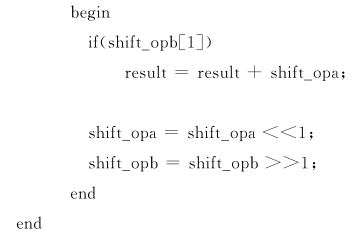 begin
if(shift_opb[1])
result = result + shift_opa;
shift_opa = shift_opa <<1;
shift_opb = shift_opb >>1;
end
end